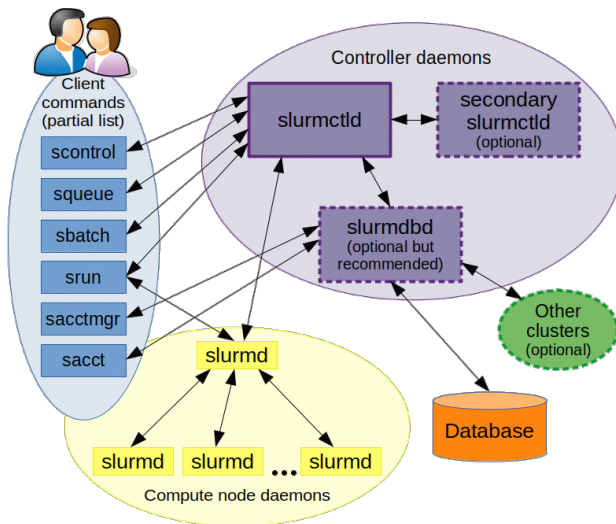 Client
commands
(partial list)
scontrol
squeue
sbatch
srun
sacctmgr
sacct
Controller daemons
slurmctld
secondary
slurmctld
(optional)
slurmdbd
(optional but
recommended)
Other
clusters
(optional)
Database
slurmd
slurmd
slurmd
...
slurmd
Compute node daemons